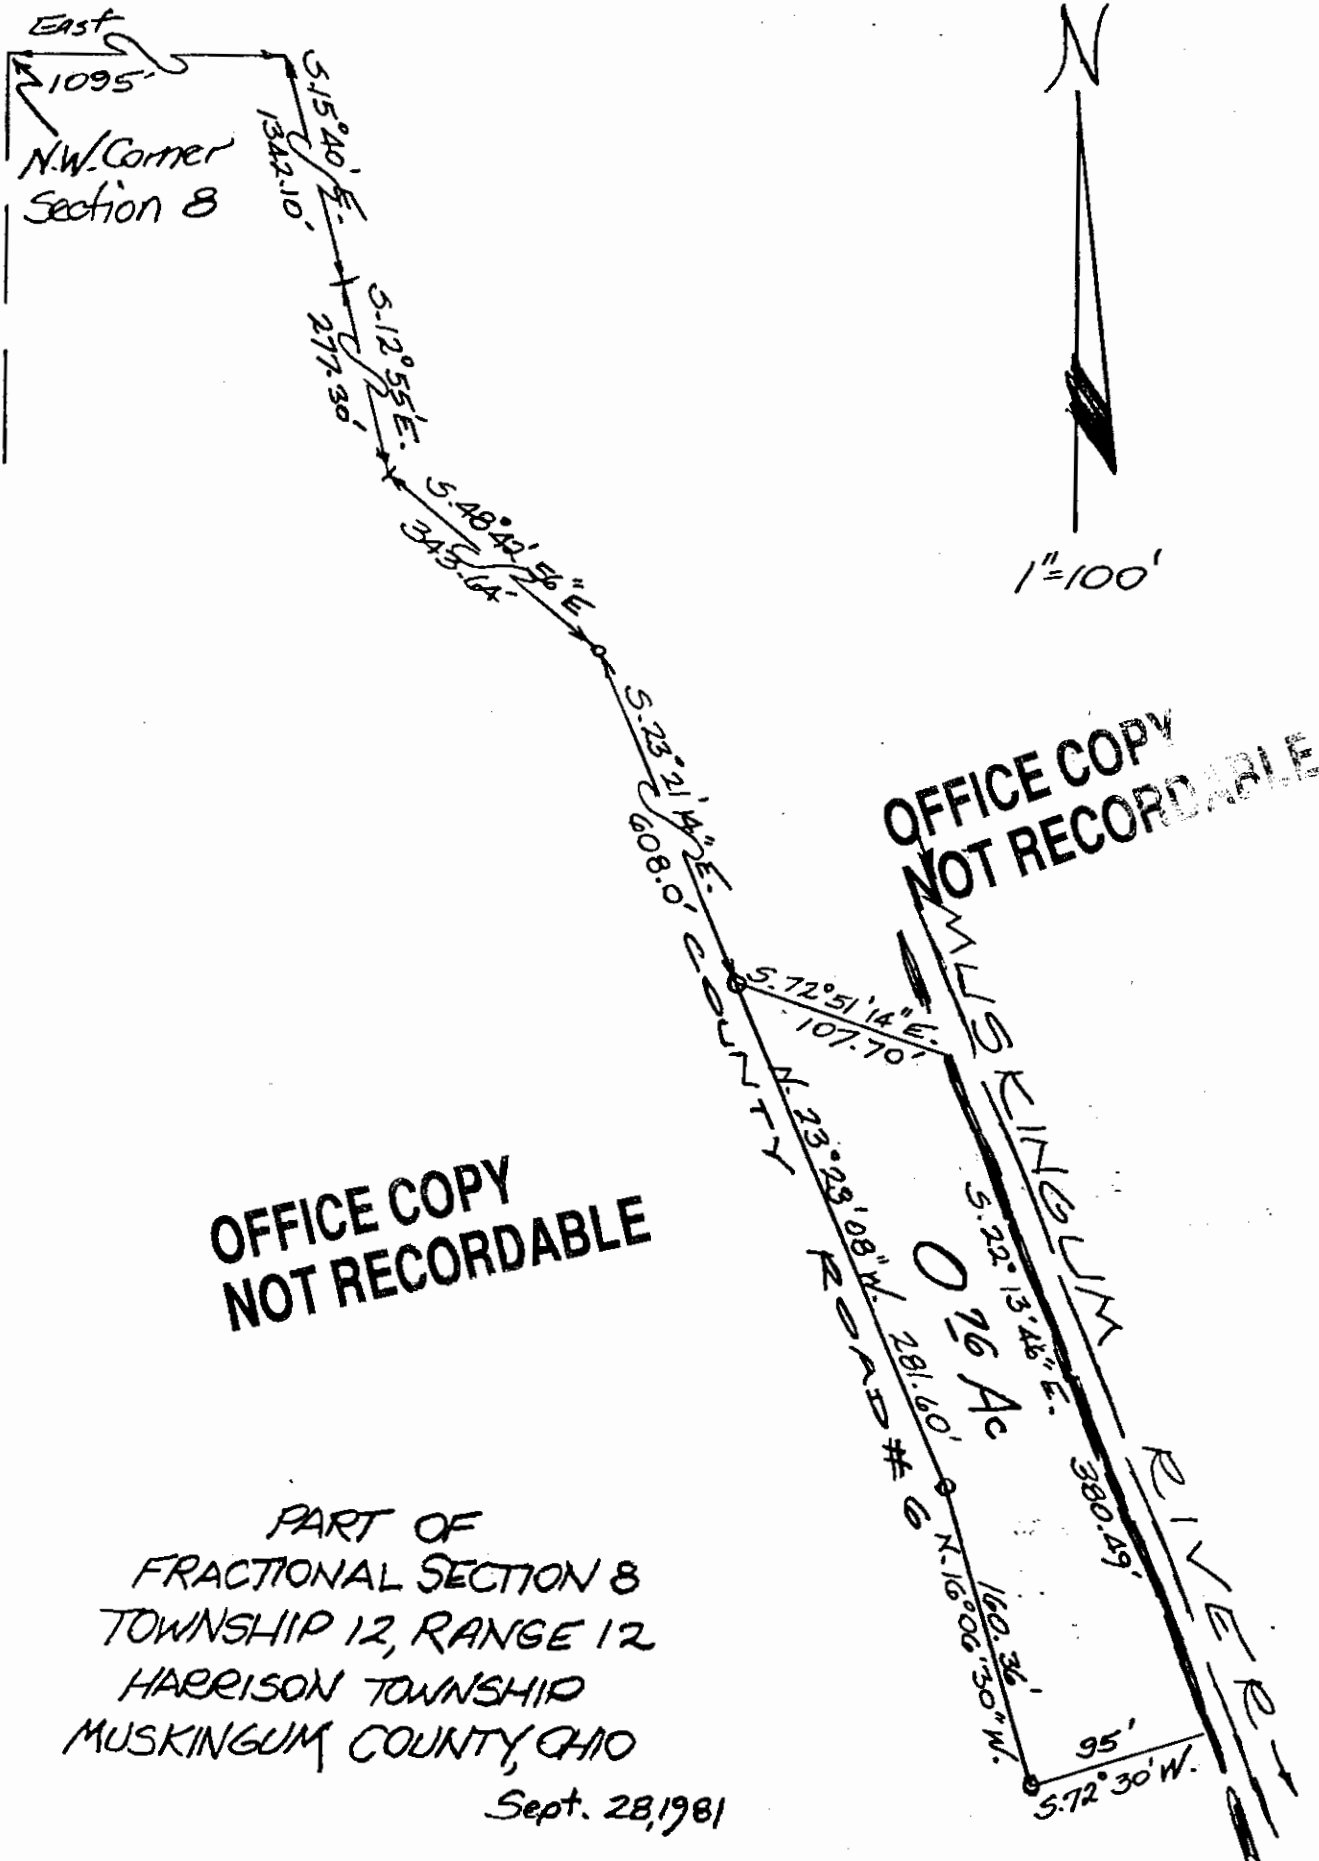 East
1095'
N.W. Corner
Section 8
N
1"=100'
S.15°40'E.
1342.10'
S.12°55'E.
277.30'
S.48°42'56"E
343.64'
S.23°21'14"E.
608.0'
OFFICE COPY
NOT RECORDABLE
S.72°51'14"E.
107.70'
MUSKINGUM RIVER
COUNTY ROAD # 6
N.23°23'08"W. 281.60'
S.22°13'46"E. 380.49'
0.76 Ac
OFFICE COPY
NOT RECORDABLE
N.16°06'30"W.
160.36'
95'
S.72°30'W.
PART OF
FRACTIONAL SECTION 8
TOWNSHIP 12, RANGE 12
HARRISON TOWNSHIP
MUSKINGUM COUNTY, OHIO
Sept. 28, 1981